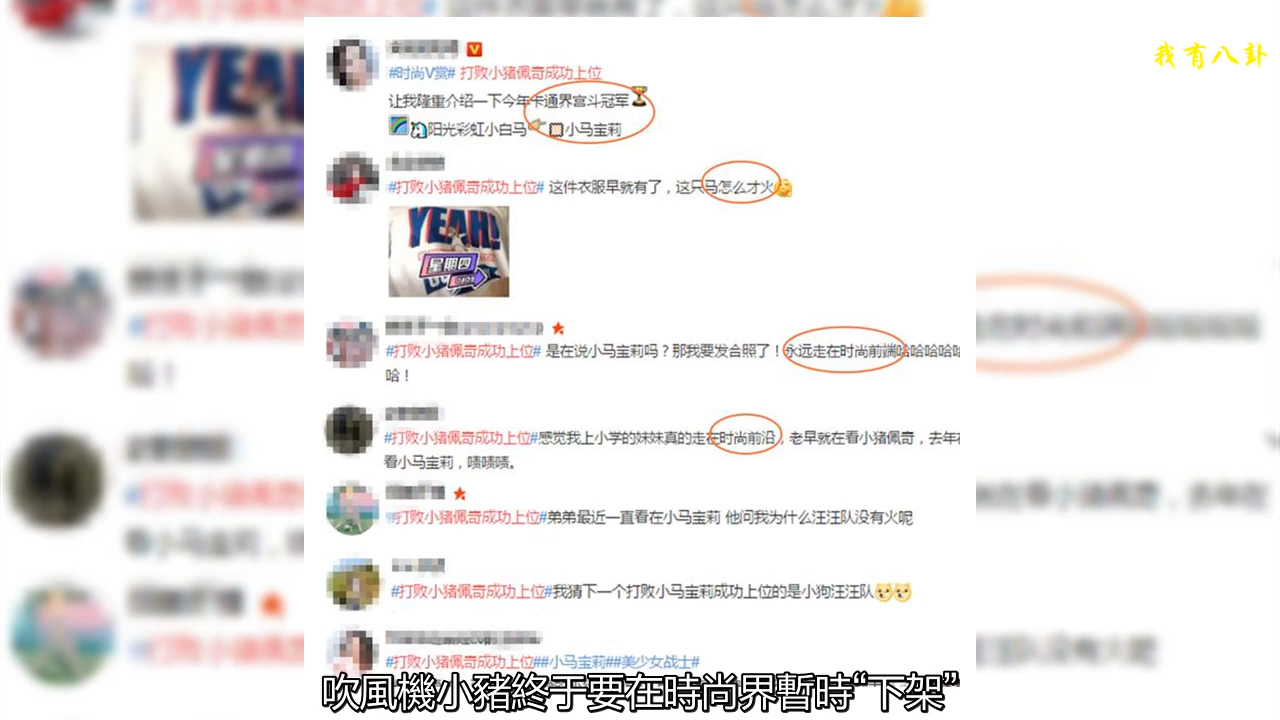 我有八卦
#时尚V赏# 打败小猪佩奇成功上位
让我隆重介绍一下今年卡通界宫斗冠军
阳光彩虹小白马 小马宝莉
#打败小猪佩奇成功上位# 这件衣服早就有了，这只马怎么才火
YEAH!
星期四
#打败小猪佩奇成功上位# 是在说小马宝莉吗？那我要发合照了！永远走在时尚前端哈哈哈哈哈
哈！
#打败小猪佩奇成功上位#感觉我上小学的妹妹真的走在时尚前沿，老早就在看小猪佩奇，去年在
看小马宝莉，啧啧啧。
#打败小猪佩奇成功上位#弟弟最近一直看在小马宝莉 他问我为什么汪汪队没有火呢
#打败小猪佩奇成功上位#我猜下一个打败小马宝莉成功上位的是小狗汪汪队
#打败小猪佩奇成功上位##小马宝莉##美少女战士#
吹風機小豬終于要在時尚界暫時“下架”